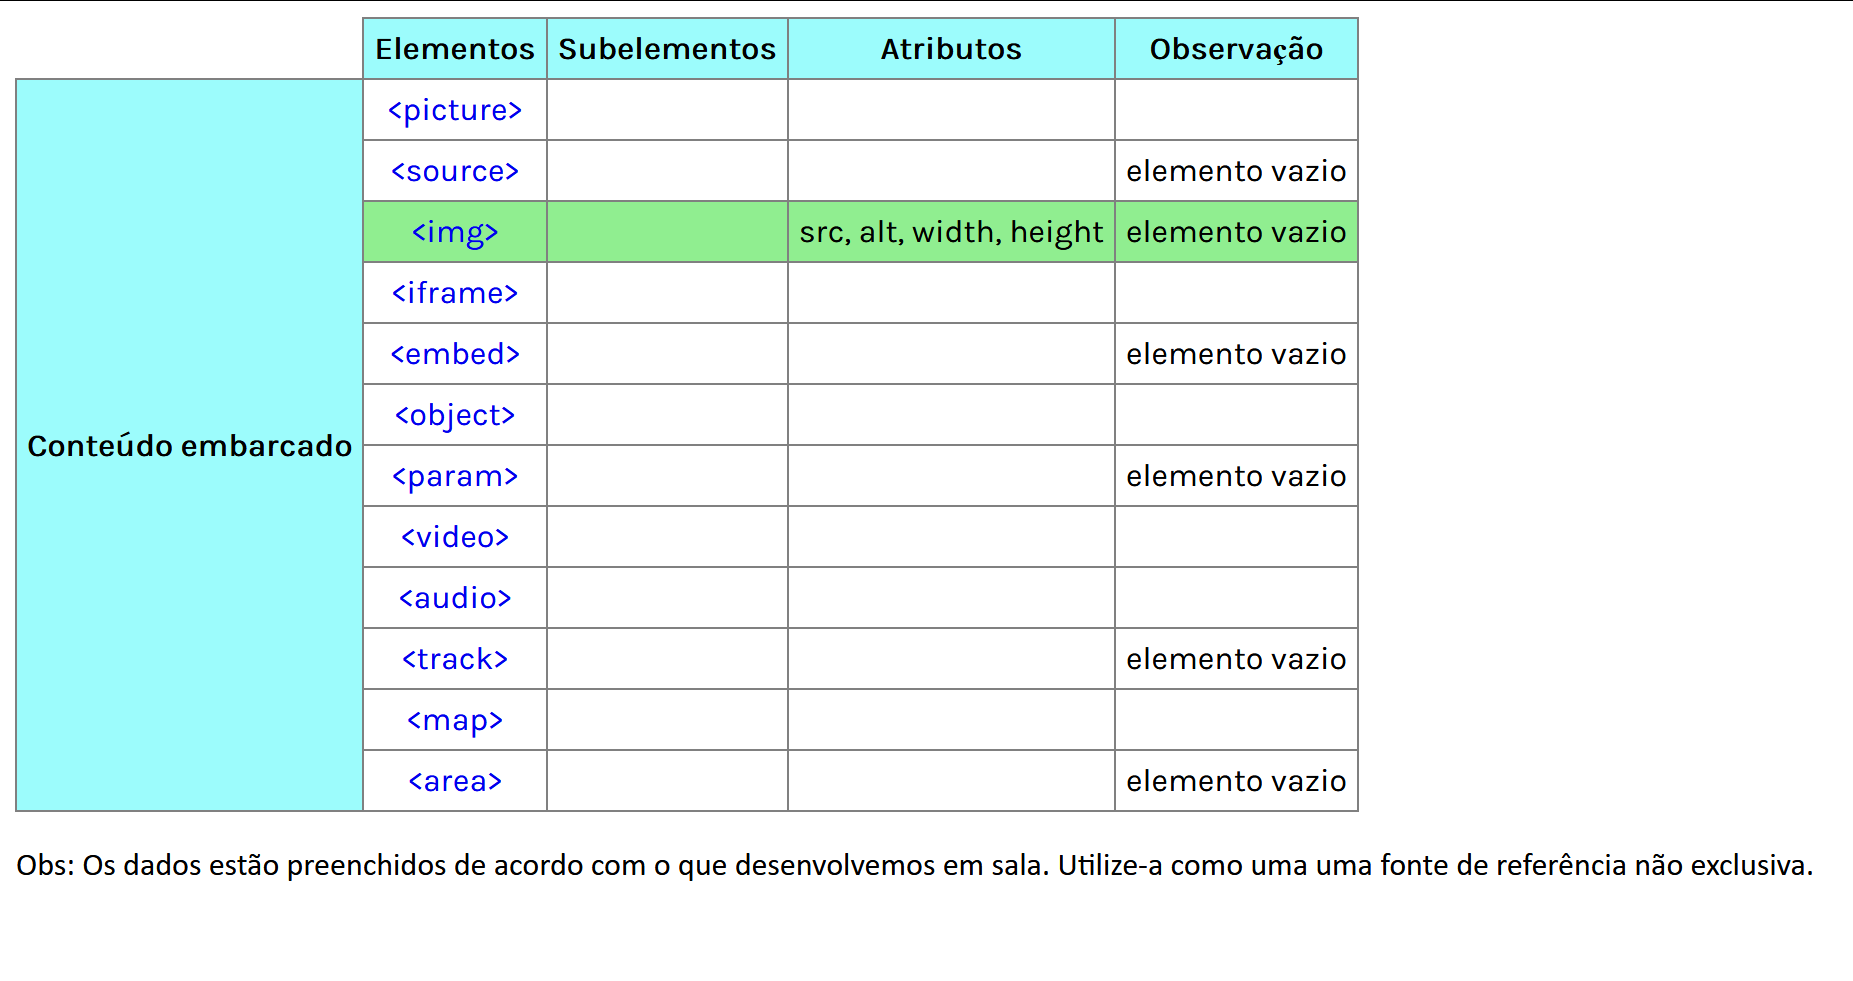 Elementos Subelementos Atributos Observação
<picture>
<source> elemento vazio
<img> src, alt, width, height elemento vazio
<iframe>
<embed> elemento vazio
<object>
Conteúdo embarcado
<param> elemento vazio
<video>
<audio>
<track> elemento vazio
<map>
<area> elemento vazio
Obs: Os dados estão preenchidos de acordo com o que desenvolvemos em sala. Utilize-a como uma uma fonte de referência não exclusiva.